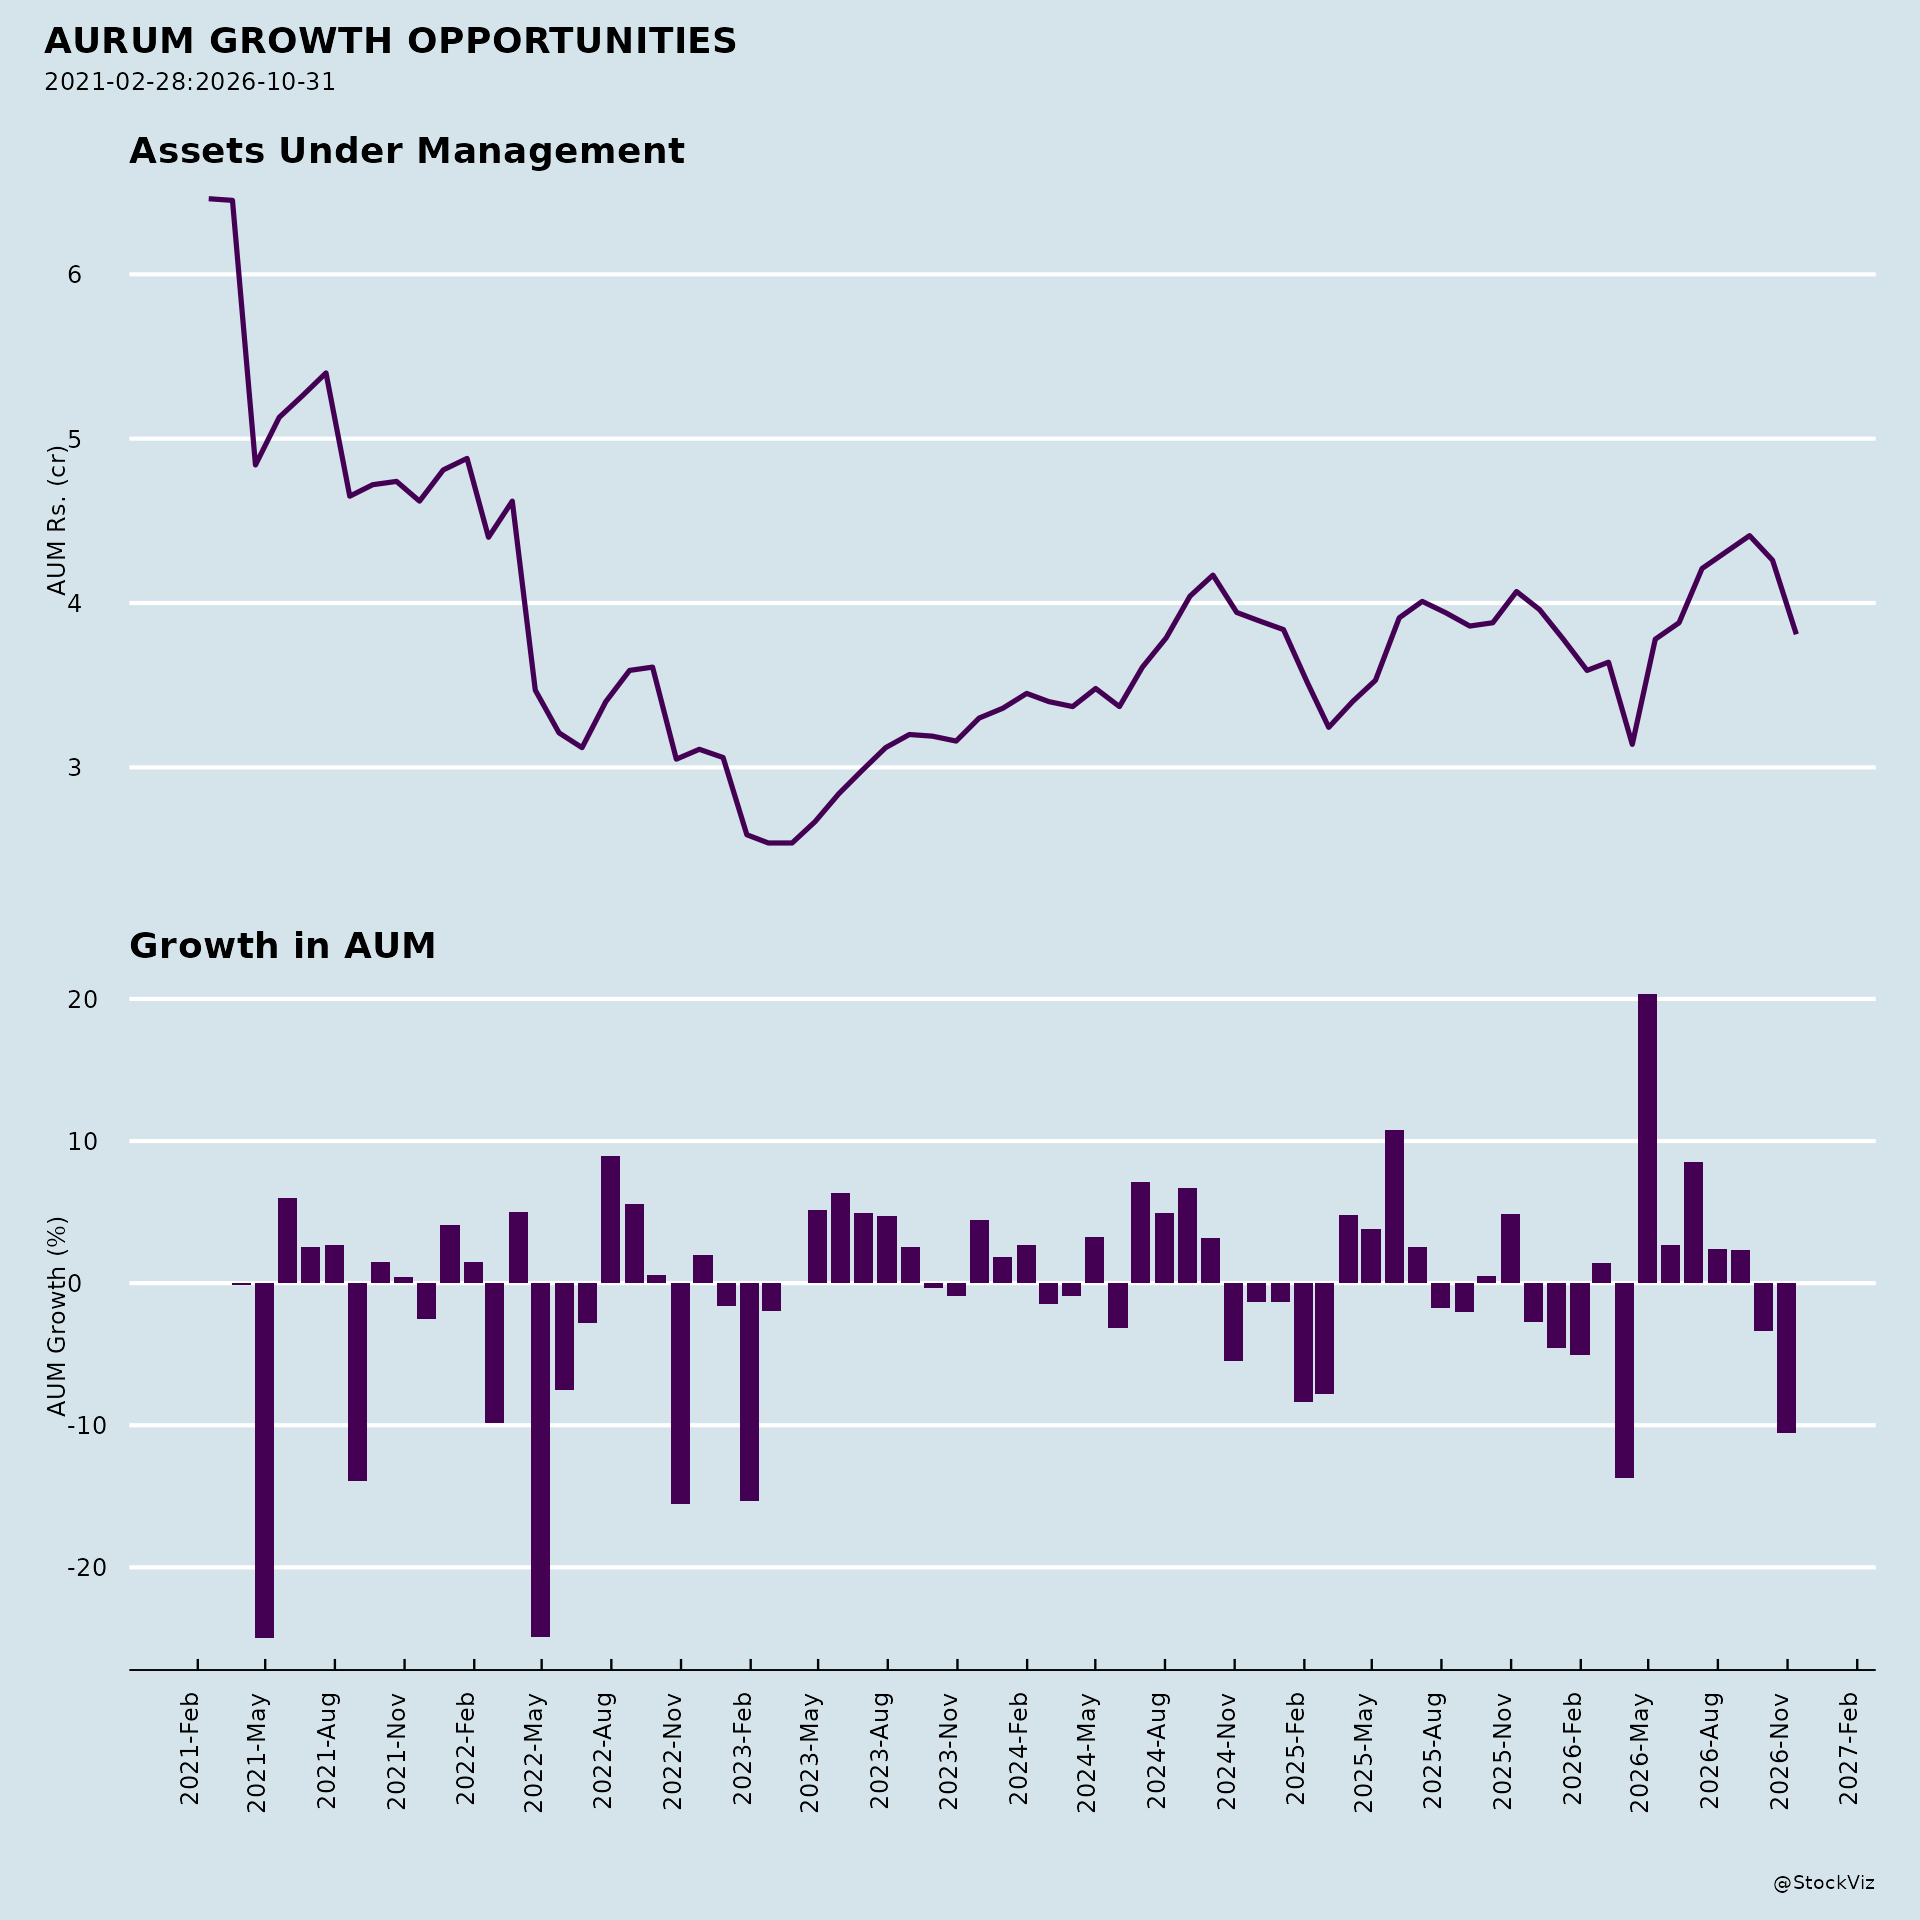 AURUM GROWTH OPPORTUNITIES
2021-02-28:2026-10-31
Assets Under Management
AUM Rs. (cr)
6
5
4
3
Growth in AUM
AUM Growth (%)
20
10
0
-10
-20
2021-Feb
2021-May
2021-Aug
2021-Nov
2022-Feb
2022-May
2022-Aug
2022-Nov
2023-Feb
2023-May
2023-Aug
2023-Nov
2024-Feb
2024-May
2024-Aug
2024-Nov
2025-Feb
2025-May
2025-Aug
2025-Nov
2026-Feb
2026-May
2026-Aug
2026-Nov
2027-Feb
@StockViz